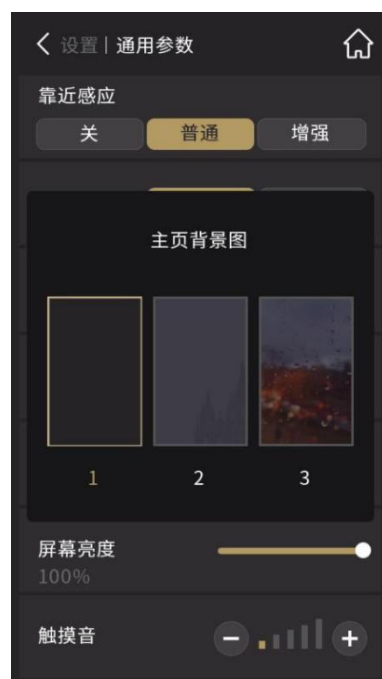 设置 | 通用参数
靠近感应
关 普通 增强
主页背景图
1 2 3
屏幕亮度
100%
触摸音